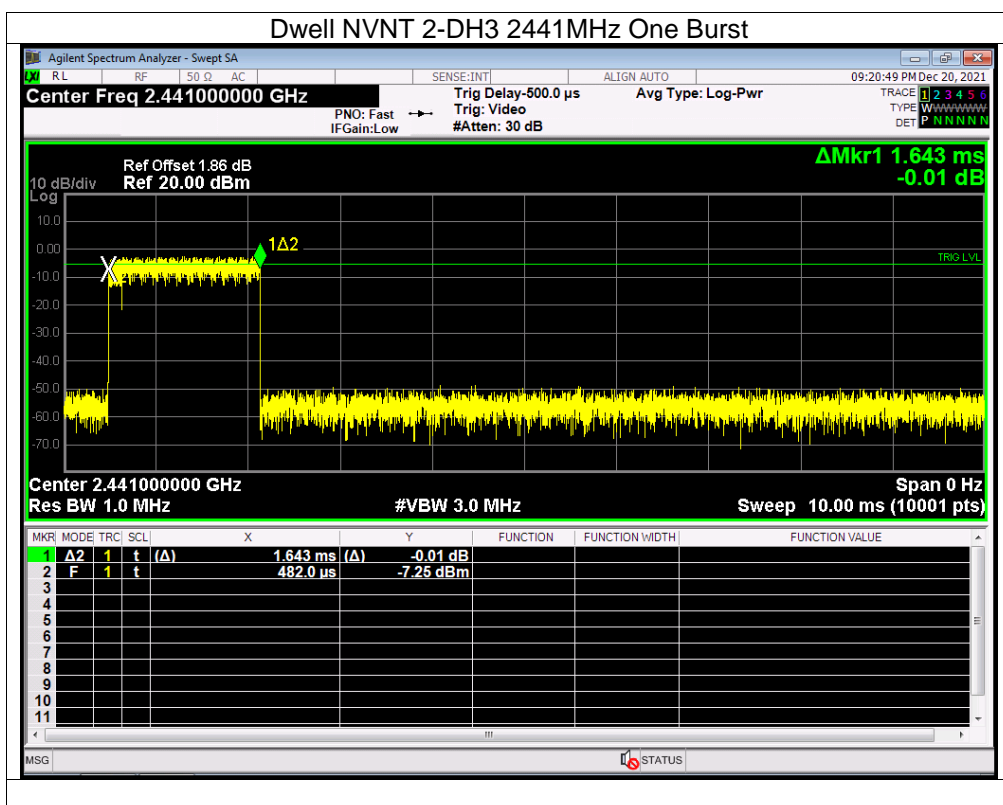 Dwell NVNT 2-DH3 2441MHz One Burst
Agilent Spectrum Analyzer - Swept SA
LXI RL RF 50 Ω AC SENSE:INT ALIGN AUTO 09:20:49 PM Dec 20, 2021
Center Freq 2.441000000 GHz Trig Delay-500.0 µs Avg Type: Log-Pwr TRACE 1 2 3 4 5 6
PNO: Fast Trig: Video TYPE WWWWWW
IFGain:Low #Atten: 30 dB DET P N N N N N
ΔMkr1 1.643 ms
Ref Offset 1.86 dB
10 dB/div Ref 20.00 dBm -0.01 dB
Log
10.0
0.00 1Δ2
TRIG LVL
-10.0
-20.0
-30.0
-40.0
-50.0
-60.0
-70.0
Center 2.441000000 GHz Span 0 Hz
Res BW 1.0 MHz #VBW 3.0 MHz Sweep 10.00 ms (10001 pts)
MKR MODE TRC SCL X Y FUNCTION FUNCTION WIDTH FUNCTION VALUE
1 Δ2 1 t (Δ) 1.643 ms (Δ) -0.01 dB
2 F 1 t 482.0 µs -7.25 dBm
3
4
5
6
7
8
9
10
11
MSG STATUS